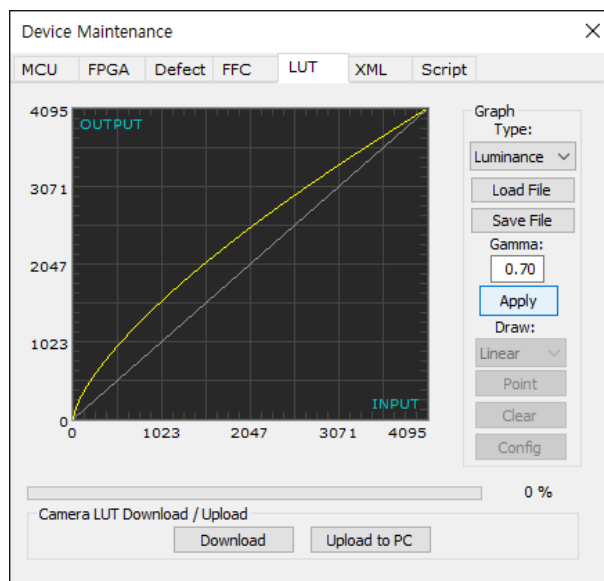 Device Maintenance
MCU FPGA Defect FFC LUT XML Script
4095
3071
2047
1023
0
OUTPUT
INPUT
0 1023 2047 3071 4095
Graph
Type:
Luminance
Load File
Save File
Gamma:
0.70
Apply
Draw:
Linear
Point
Clear
Config
0 %
Camera LUT Download / Upload
Download Upload to PC